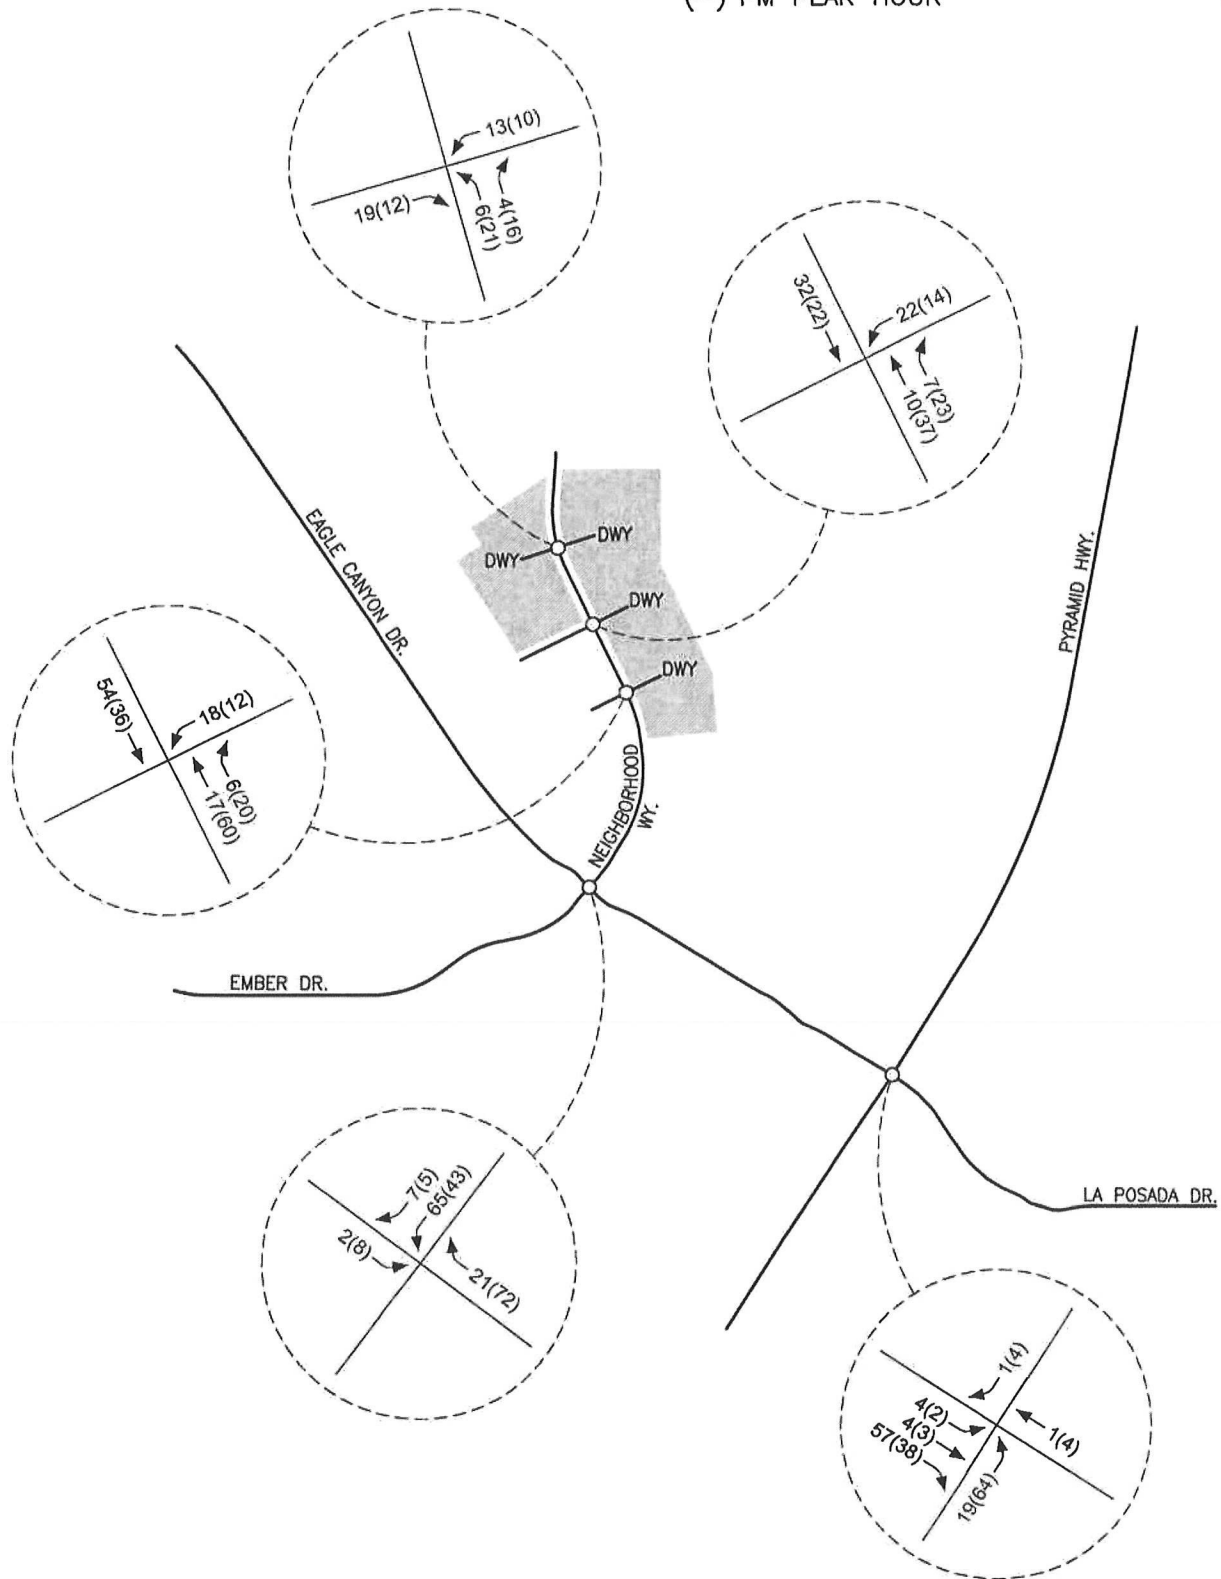 (–) PM PEAK HOUR
13(10)
19(12)
6(21)
4(16)
32(22)
22(14)
7(23)
10(37)
EAGLE CANYON DR.
DWY
DWY
DWY
DWY
PYRAMID HWY.
54(36)
18(12)
6(20)
17(60)
NEIGHBORHOOD
WY.
EMBER DR.
7(5)
65(43)
2(8)
21(72)
LA POSADA DR.
1(4)
4(2)
4(3)
57(38)
1(4)
19(64)